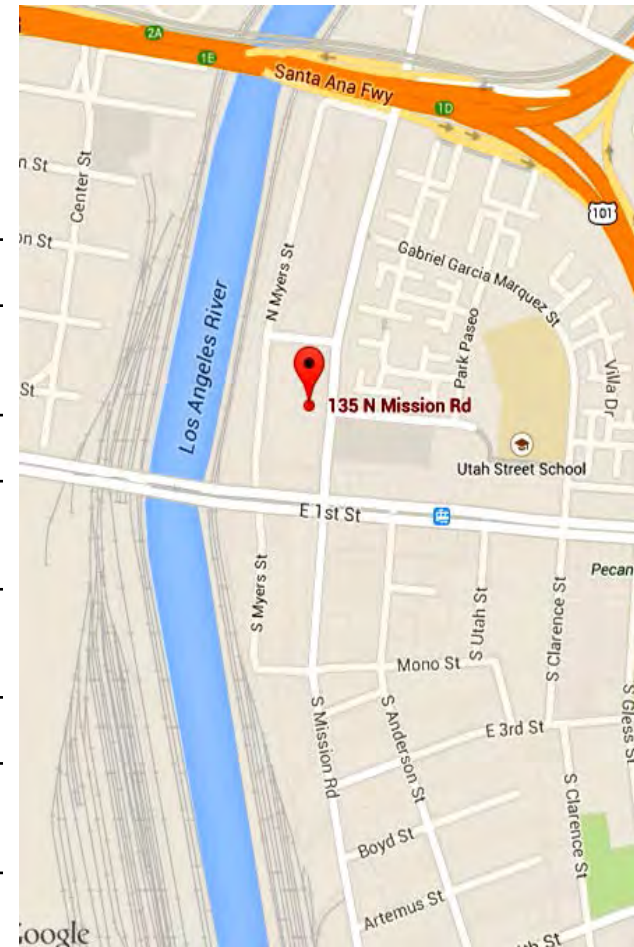 2A
1E
Santa Ana Fwy
1D
101
Center St
n St
on St
St
N Myers St
Gabriel Garcia Marquez St
Park Paseo
Villa Dr
Los Angeles River
135 N Mission Rd
Utah Street School
E 1st St
Pecan
S Myers St
S Utah St
S Clarence St
Mono St
S Gless St
S Mission Rd
S Anderson St
E 3rd St
S Clarence St
Boyd St
Artemus St
th St
oogle